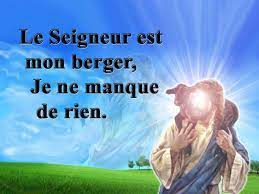 Le Seigneur est
mon berger,
Je ne manque
de rien.